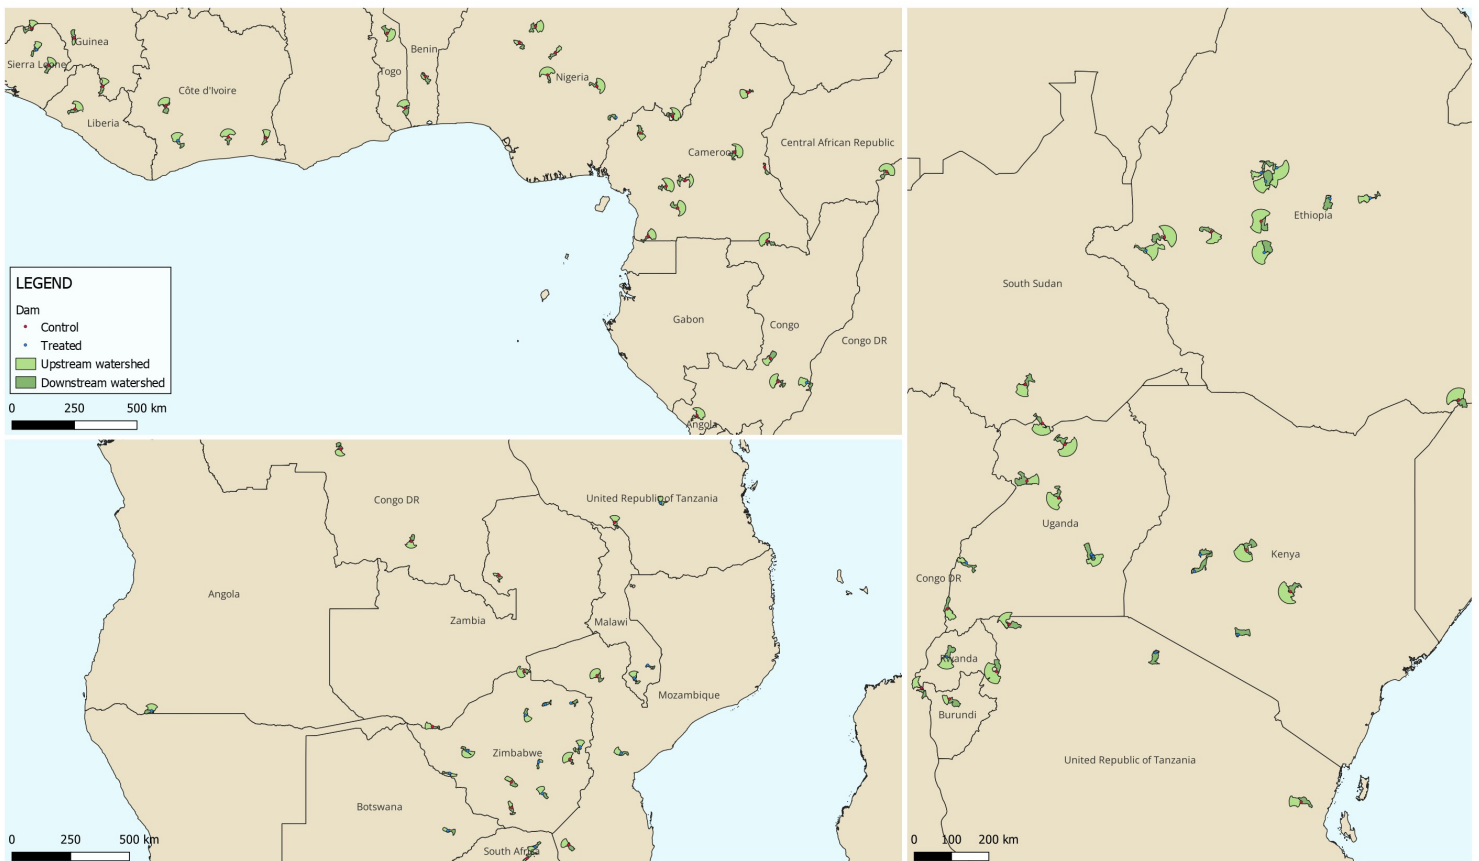 Guinea
Sierra Leone
Côte d'Ivoire
Liberia
Togo
Benin
Nigeria
Cameroon
Central African Republic
Gabon
Congo
Congo DR
Angola
LEGEND
Dam
Control
Treated
Upstream watershed
Downstream watershed
0 250 500 km
Congo DR
United Republic of Tanzania
Angola
Zambia
Malawi
Mozambique
Zimbabwe
Botswana
South Africa
0 250 500 km
Ethiopia
South Sudan
Uganda
Kenya
Congo DR
Rwanda
Burundi
United Republic of Tanzania
0 100 200 km